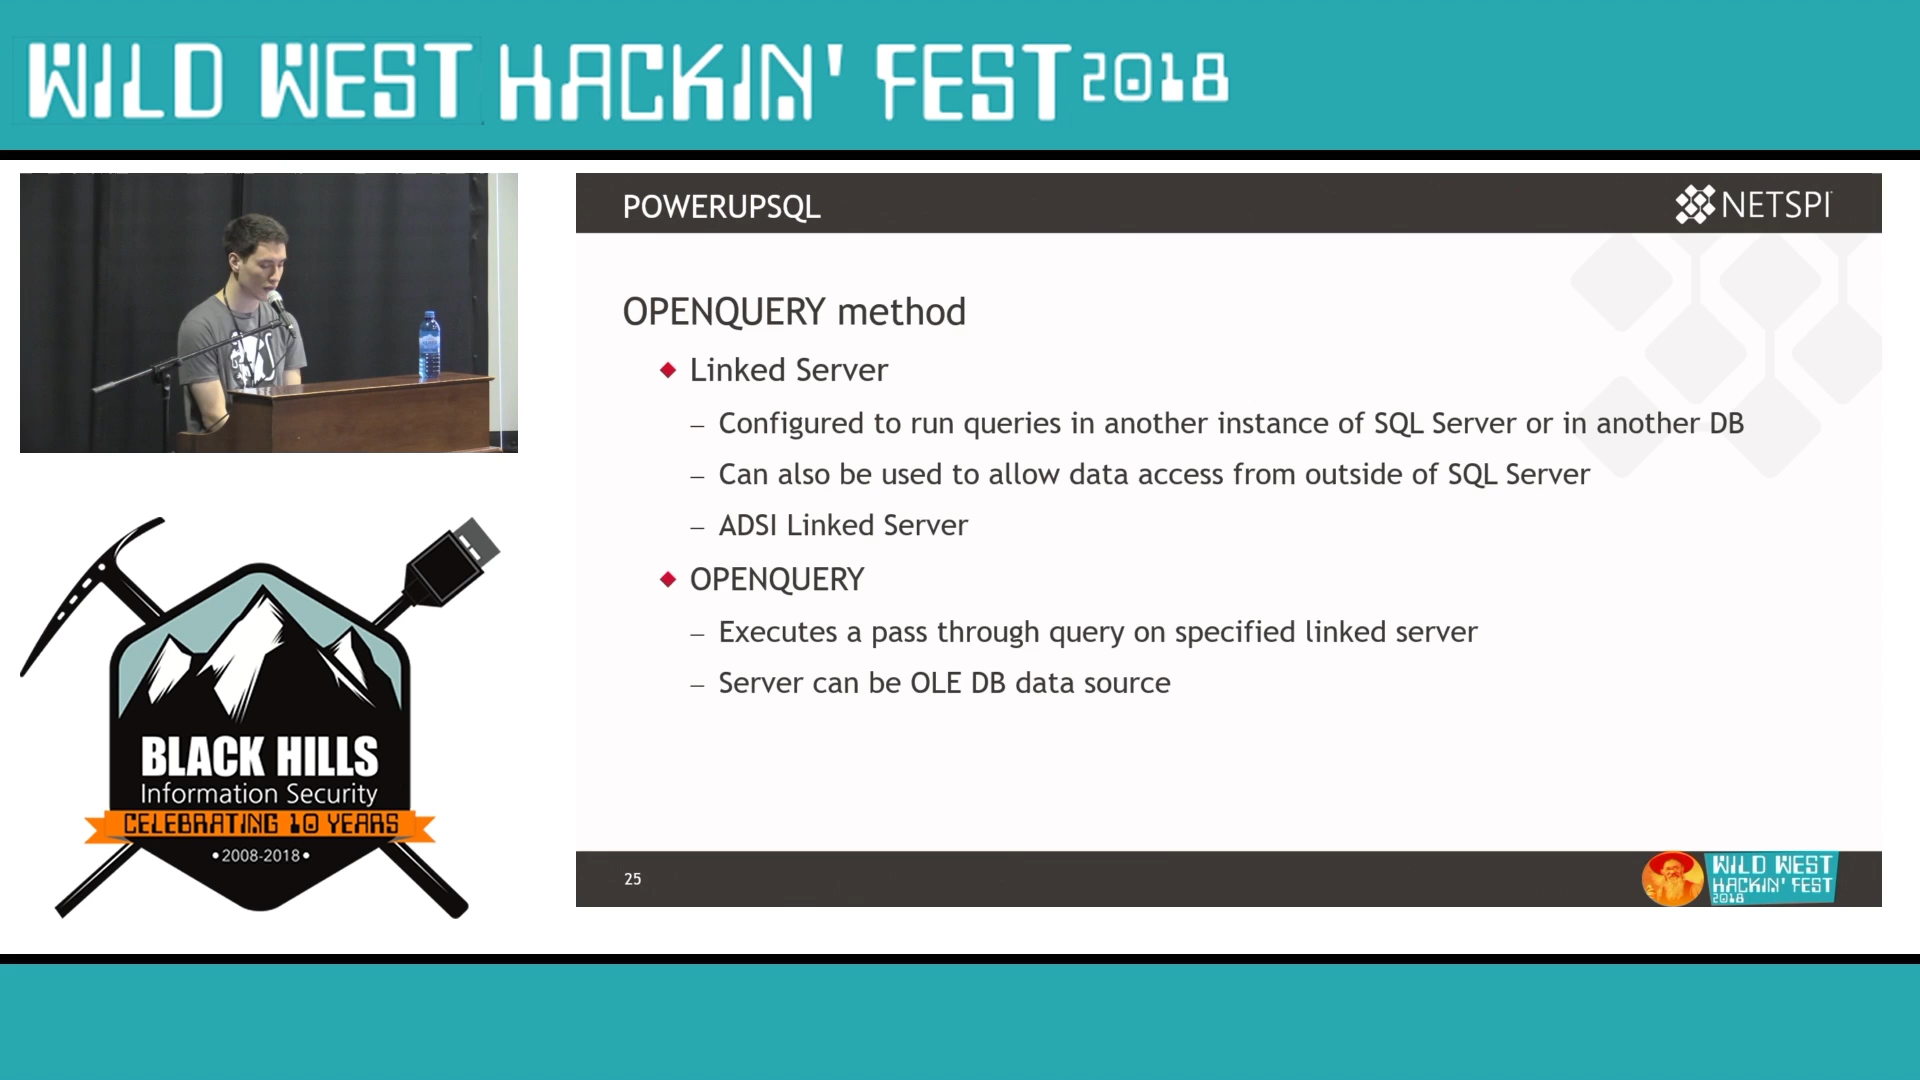 WILD WEST HACKIN' FEST 2018
POWERUPSQL
NETSPI
OPENQUERY method
Linked Server
– Configured to run queries in another instance of SQL Server or in another DB
– Can also be used to allow data access from outside of SQL Server
– ADSI Linked Server
OPENQUERY
– Executes a pass through query on specified linked server
– Server can be OLE DB data source
25
WILD WEST
HACKIN' FEST
2018
BLACK HILLS
Information Security
CELEBRATING 10 YEARS
•2008-2018•